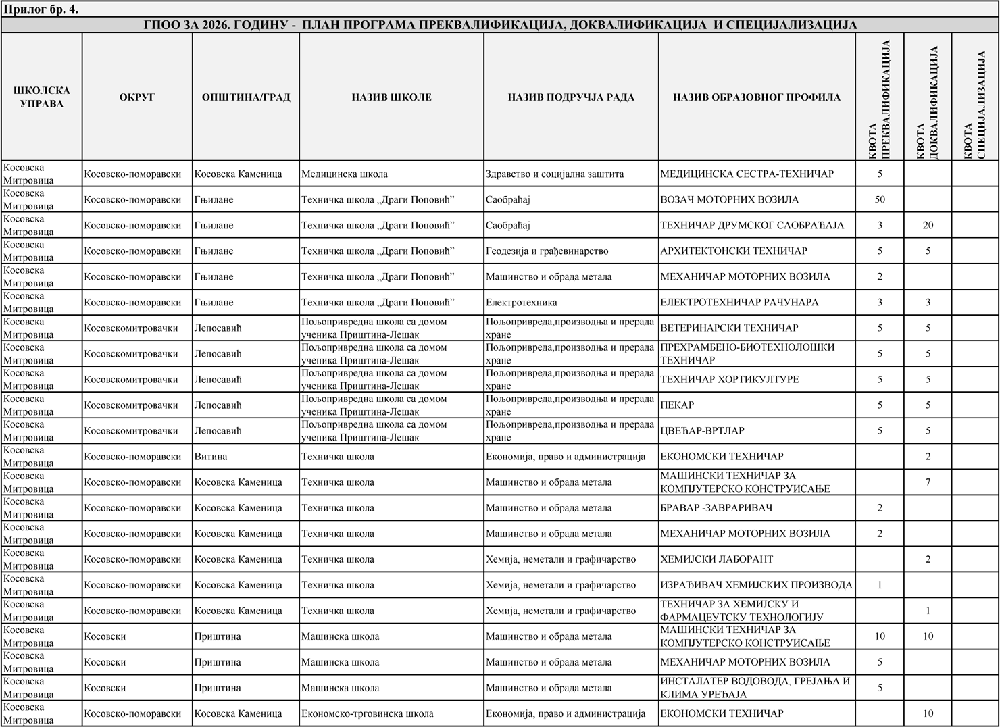 Прилог бр. 4.
ГПОО ЗА 2026. ГОДИНУ - ПЛАН ПРОГРАМА ПРЕКВАЛИФИКАЦИЈА, ДОКВАЛИФИКАЦИЈА И СПЕЦИЈАЛИЗАЦИЈА
ШКОЛСКА УПРАВА ОКРУГ ОПШТИНА/ГРАД НАЗИВ ШКОЛЕ НАЗИВ ПОДРУЧЈА РАДА НАЗИВ ОБРАЗОВНОГ ПРОФИЛА КВОТА ПРЕКВАЛИФИКАЦИЈА КВОТА ДОКВАЛИФИКАЦИЈА КВОТА СПЕЦИЈАЛИЗАЦИЈА
Косовска Митровица Косовско-поморавски Косовска Каменица Медицинска школа Здравство и социјална заштита МЕДИЦИНСКА СЕСТРА-ТЕХНИЧАР 5
Косовска Митровица Косовско-поморавски Гњилане Техничка школа „Драги Поповић” Саобраћај ВОЗАЧ МОТОРНИХ ВОЗИЛА 50
Косовска Митровица Косовско-поморавски Гњилане Техничка школа „Драги Поповић” Саобраћај ТЕХНИЧАР ДРУМСКОГ САОБРАЋАЈА 3 20
Косовска Митровица Косовско-поморавски Гњилане Техничка школа „Драги Поповић” Геодезија и грађевинарство АРХИТЕКТОНСКИ ТЕХНИЧАР 5 5
Косовска Митровица Косовско-поморавски Гњилане Техничка школа „Драги Поповић” Машинство и обрада метала МЕХАНИЧАР МОТОРНИХ ВОЗИЛА 2
Косовска Митровица Косовско-поморавски Гњилане Техничка школа „Драги Поповић” Електротехника ЕЛЕКТРОТЕХНИЧАР РАЧУНАРА 3 3
Косовска Митровица Косовскомитровачки Лепосавић Пољопривредна школа са домом ученика Приштина-Лешак Пољопривреда,производња и прерада хране ВЕТЕРИНАРСКИ ТЕХНИЧАР 5 5
Косовска Митровица Косовскомитровачки Лепосавић Пољопривредна школа са домом ученика Приштина-Лешак Пољопривреда,производња и прерада хране ПРЕХРАМБЕНО-БИОТЕХНОЛОШКИ ТЕХНИЧАР 5 5
Косовска Митровица Косовскомитровачки Лепосавић Пољопривредна школа са домом ученика Приштина-Лешак Пољопривреда,производња и прерада хране ТЕХНИЧАР ХОРТИКУЛТУРЕ 5 5
Косовска Митровица Косовскомитровачки Лепосавић Пољопривредна школа са домом ученика Приштина-Лешак Пољопривреда,производња и прерада хране ПЕКАР 5 5
Косовска Митровица Косовскомитровачки Лепосавић Пољопривредна школа са домом ученика Приштина-Лешак Пољопривреда,производња и прерада хране ЦВЕЋАР-ВРТЛАР 5 5
Косовска Митровица Косовско-поморавски Витина Техничка школа Економија, право и администрација ЕКОНОМСКИ ТЕХНИЧАР 2
Косовска Митровица Косовско-поморавски Косовска Каменица Техничка школа Машинство и обрада метала МАШИНСКИ ТЕХНИЧАР ЗА КОМПЈУТЕРСКО КОНСТРУИСАЊЕ 7
Косовска Митровица Косовско-поморавски Косовска Каменица Техничка школа Машинство и обрада метала БРАВАР -ЗАВРАРИВАЧ 2
Косовска Митровица Косовско-поморавски Косовска Каменица Техничка школа Машинство и обрада метала МЕХАНИЧАР МОТОРНИХ ВОЗИЛА 2
Косовска Митровица Косовско-поморавски Косовска Каменица Техничка школа Хемија, неметали и графичарство ХЕМИЈСКИ ЛАБОРАНТ 2
Косовска Митровица Косовско-поморавски Косовска Каменица Техничка школа Хемија, неметали и графичарство ИЗРАЂИВАЧ ХЕМИЈСКИХ ПРОИЗВОДА 1
Косовска Митровица Косовско-поморавски Косовска Каменица Техничка школа Хемија, неметали и графичарство ТЕХНИЧАР ЗА ХЕМИЈСКУ И ФАРМАЦЕУТСКУ ТЕХНОЛОГИЈУ 1
Косовска Митровица Косовски Приштина Машинска школа Машинство и обрада метала МАШИНСКИ ТЕХНИЧАР ЗА КОМПЈУТЕРСКО КОНСТРУИСАЊЕ 10 10
Косовска Митровица Косовски Приштина Машинска школа Машинство и обрада метала МЕХАНИЧАР МОТОРНИХ ВОЗИЛА 5
Косовска Митровица Косовски Приштина Машинска школа Машинство и обрада метала ИНСТАЛАТЕР ВОДОВОДА, ГРЕЈАЊА И КЛИМА УРЕЂАЈА 5
Косовска Митровица Косовско-поморавски Косовска Каменица Економско-трговинска школа Економија, право и администрација ЕКОНОМСКИ ТЕХНИЧАР 10